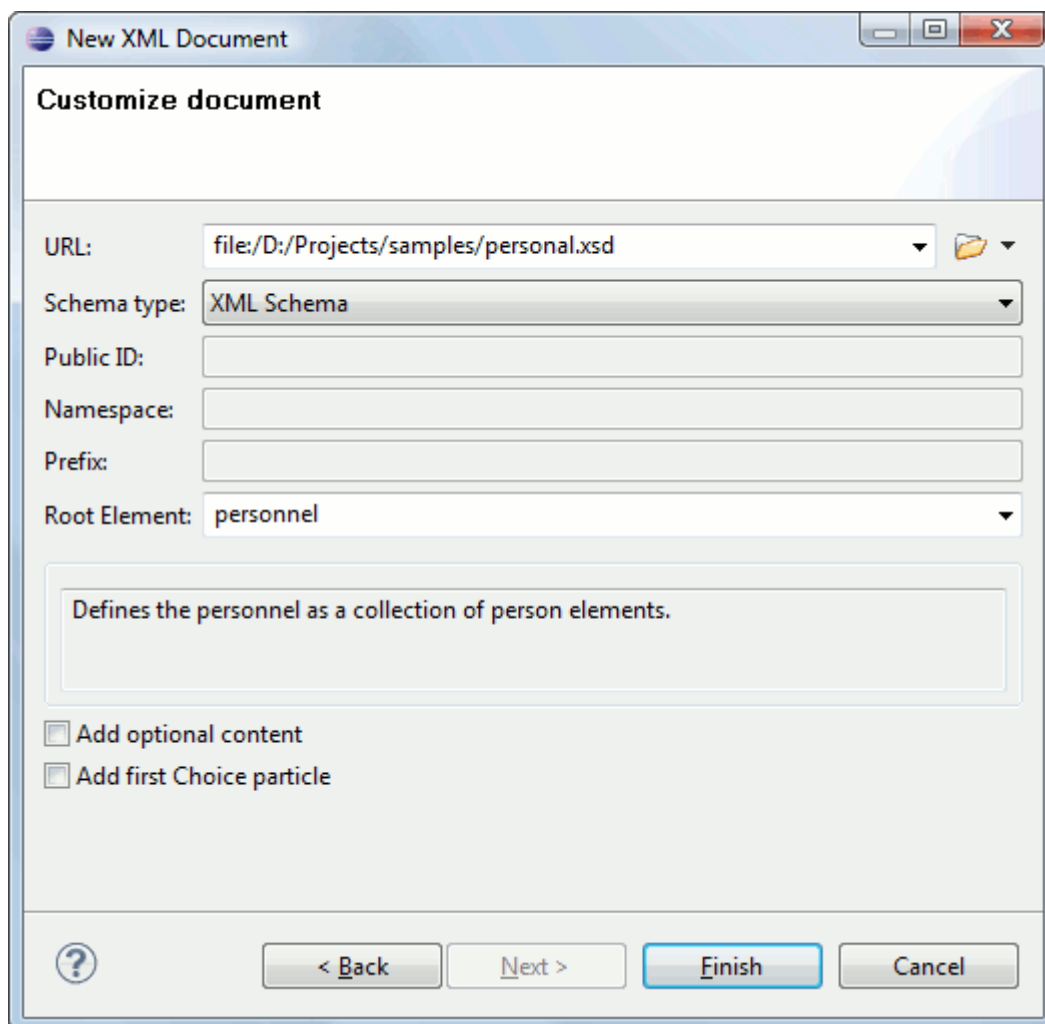 New XML Document
Customize document
URL: file:/D:/Projects/samples/personal.xsd
Schema type: XML Schema
Public ID:
Namespace:
Prefix:
Root Element: personnel
Defines the personnel as a collection of person elements.
Add optional content
Add first Choice particle
? < Back Next > Finish Cancel